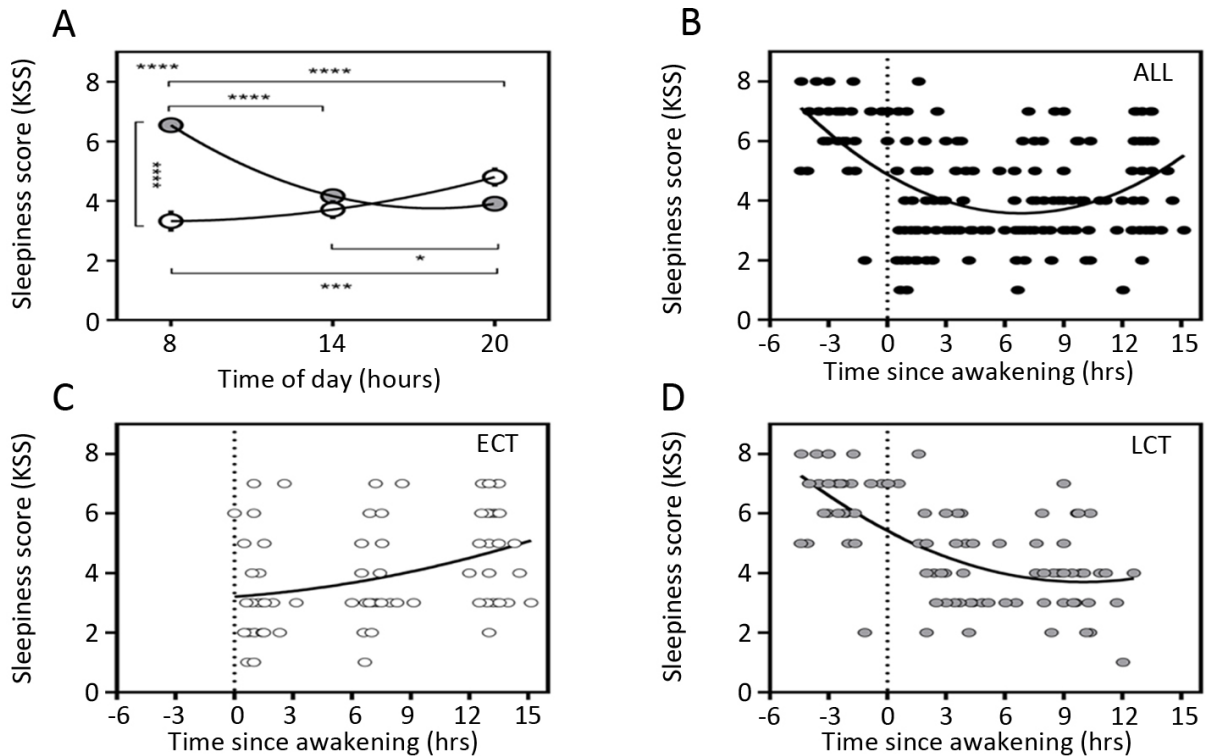 A
Sleepiness score (KSS)
8
6
4
2
0
****
****
****
****
*
***
8 14 20
Time of day (hours)
B
Sleepiness score (KSS)
8
6
4
2
0
ALL
-6 -3 0 3 6 9 12 15
Time since awakening (hrs)
C
Sleepiness score (KSS)
8
6
4
2
0
ECT
-6 -3 0 3 6 9 12 15
Time since awakening (hrs)
D
Sleepiness score (KSS)
8
6
4
2
0
LCT
-6 -3 0 3 6 9 12 15
Time since awakening (hrs)